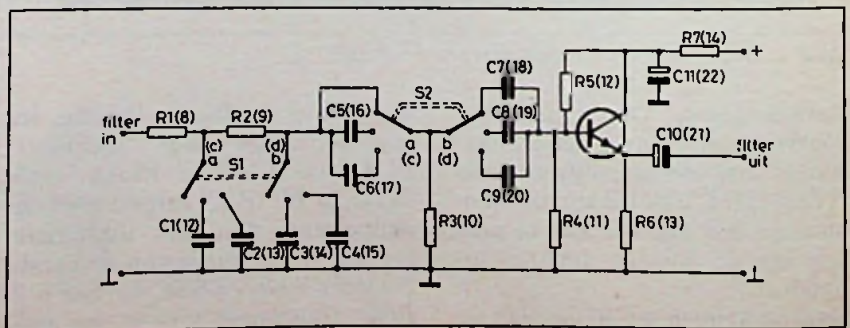 R7(14)
+
C7(18)
R5(12)
C11(22)
S2
C5(16)
C8(19)
R1(8)
R2(9)
C10(21)
filter
in
filter
uit
(c)
a
S1
(d)
b
a
(c)
b
(d)
C6(17)
C9(20)
C1(12)
C2(13)
C3(14)
C4(15)
R3(10)
R4(11)
R6(13)